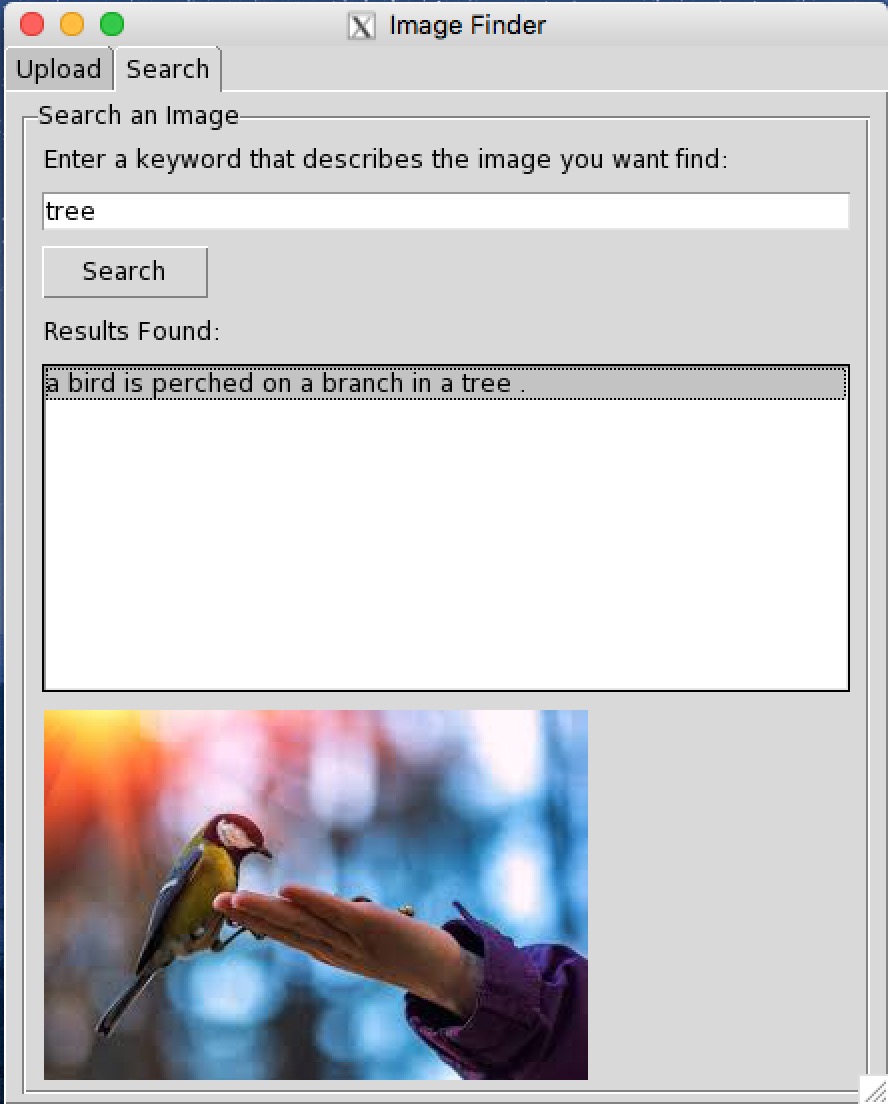 Image Finder
Upload Search
Search an Image
Enter a keyword that describes the image you want find:
tree
Search
Results Found:
a bird is perched on a branch in a tree .